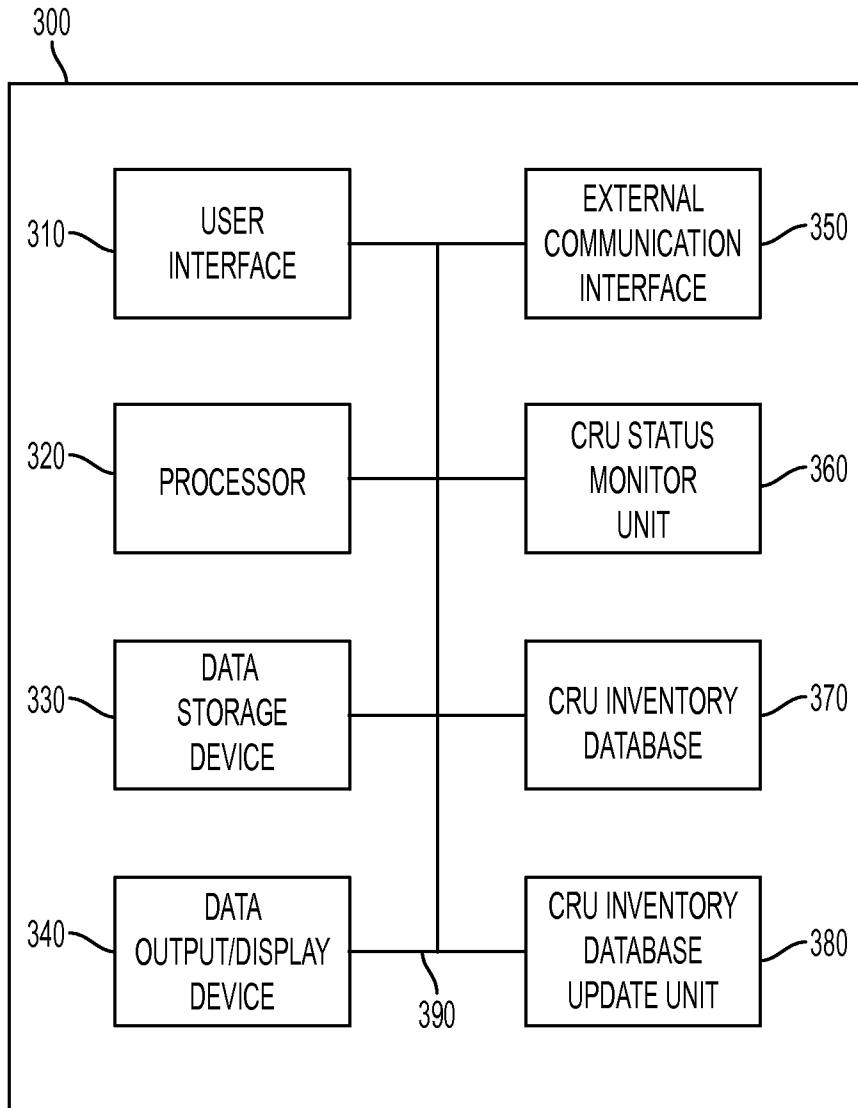 300
310
USER
INTERFACE
EXTERNAL
COMMUNICATION
INTERFACE
350
320
PROCESSOR
CRU STATUS
MONITOR
UNIT
360
330
DATA
STORAGE
DEVICE
CRU INVENTORY
DATABASE
370
340
DATA
OUTPUT/DISPLAY
DEVICE
390
CRU INVENTORY
DATABASE
UPDATE UNIT
380